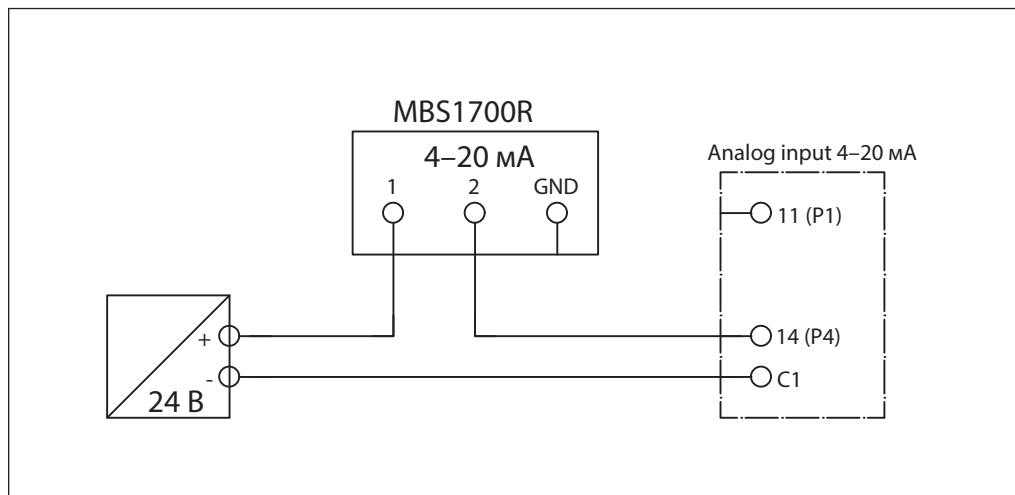 MBS1700R
4–20 мА
1 2 GND
Analog input 4–20 мА
11 (P1)
+
14 (P4)
-
C1
24 В